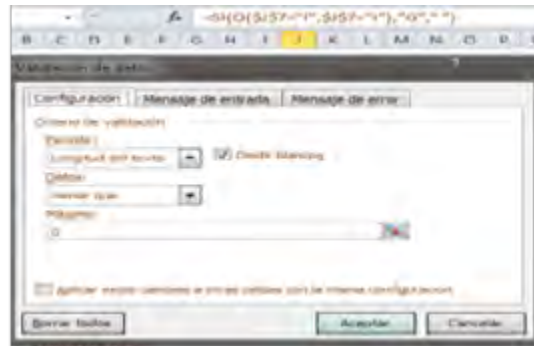 =SI(O($J$7="I",$J$7="I"),"G"," ")
B C D E F G H I J K L M N O P
Validación de datos ?
Configuración Mensaje de entrada Mensaje de error
Criterio de validación
Permitir:
Longitud del texto Omitir blancos
Datos:
menor que
Máximo:
0
Aplicar estos cambios a otras celdas con la misma configuración
Borrar todos Aceptar Cancelar